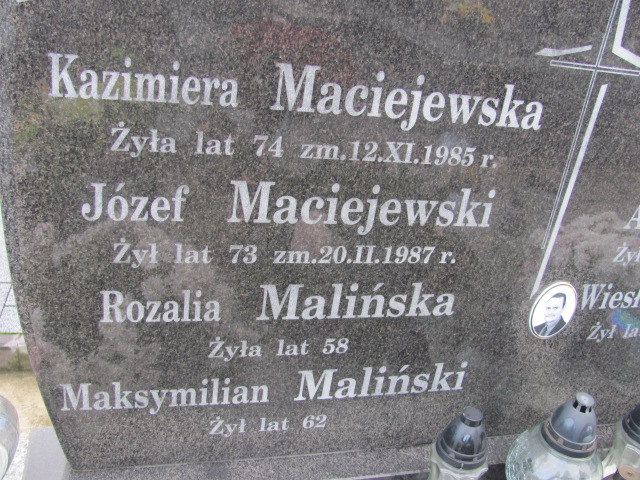 Kazimiera Maciejewska
Żyła lat 74 zm.12.XI.1985 r.
Józef Maciejewski
Żył lat 73 zm.20.II.1987 r.
Rozalia Malińska
Żyła lat 58
Maksymilian Maliński
Żył lat 62